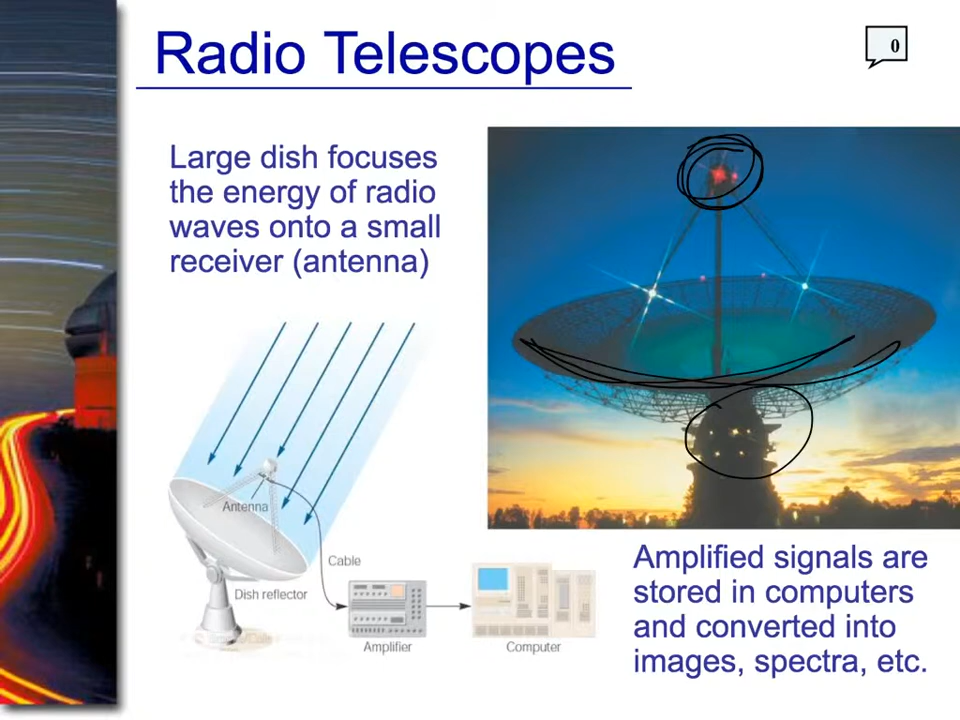 Radio Telescopes
0
Large dish focuses
the energy of radio
waves onto a small
receiver (antenna)
Antenna
Cable
Dish reflector
Amplifier
Computer
Amplified signals are
stored in computers
and converted into
images, spectra, etc.